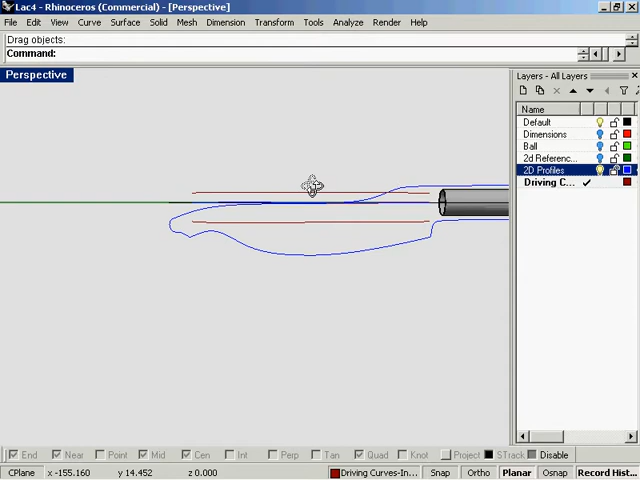 Lac4 - Rhinoceros (Commercial) - [Perspective]
File Edit View Curve Surface Solid Mesh Dimension Transform Tools Analyze Render Help
Drag objects:
Command:
Perspective
Layers - All Layers
Name
Default
Dimensions
Ball
2d Referenc...
2D Profiles
Driving C...
End Near Point Mid Cen Int Perp Tan Quad Knot Project STrack Disable
CPlane x -155.160 y 14.452 z 0.000 Driving Curves-In... Snap Ortho Planar Osnap Record Hist...